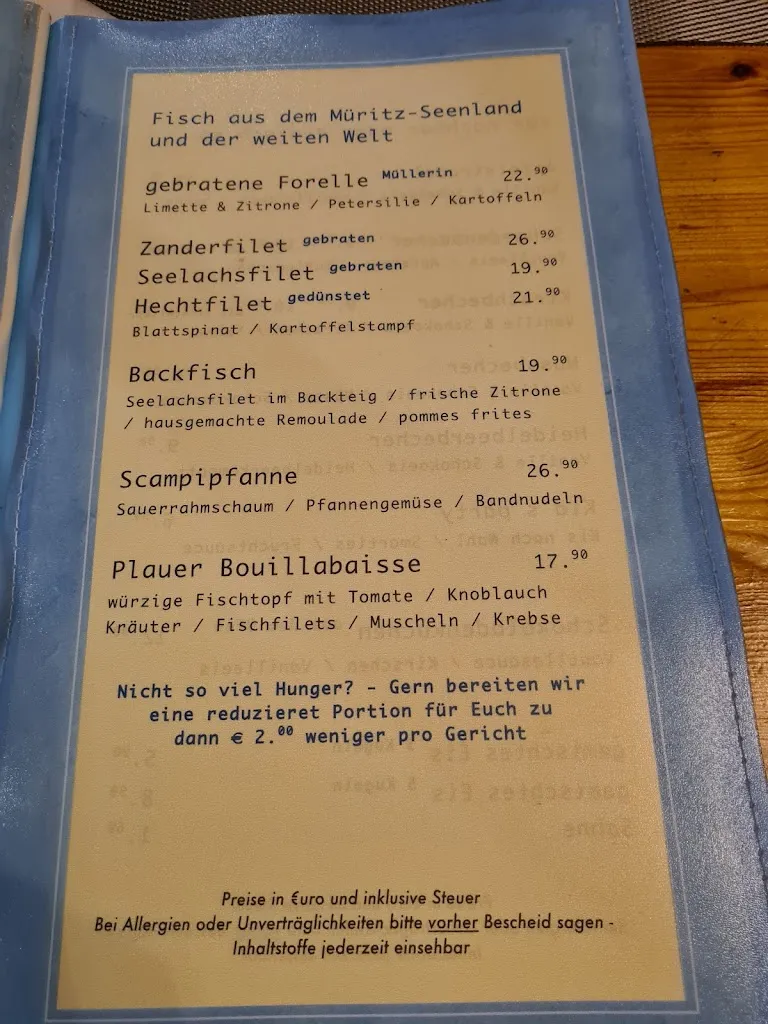 Fisch aus dem Müritz-Seenland
und der weiten Welt
gebratene Forelle Müllerin 22.90
Limette & Zitrone / Petersilie / Kartoffeln
Zanderfilet gebraten 26.90
Seelachsfilet gebraten 19.90
Hechtfilet gedünstet 21.90
Blattspinat / Kartoffelstampf
Backfisch 19.90
Seelachsfilet im Backteig / frische Zitrone
/ hausgemachte Remoulade / pommes frites
Scampipfanne 26.90
Sauerrahmschaum / Pfannengemüse / Bandnudeln
Plauer Bouillabaisse 17.90
würzige Fischtopf mit Tomate / Knoblauch
Kräuter / Fischfilets / Muscheln / Krebse
Nicht so viel Hunger? - Gern bereiten wir
eine reduzieret Portion für Euch zu
dann € 2.00 weniger pro Gericht
Preise in €uro und inklusive Steuer
Bei Allergien oder Unverträglichkeiten bitte vorher Bescheid sagen -
Inhaltstoffe jederzeit einsehbar